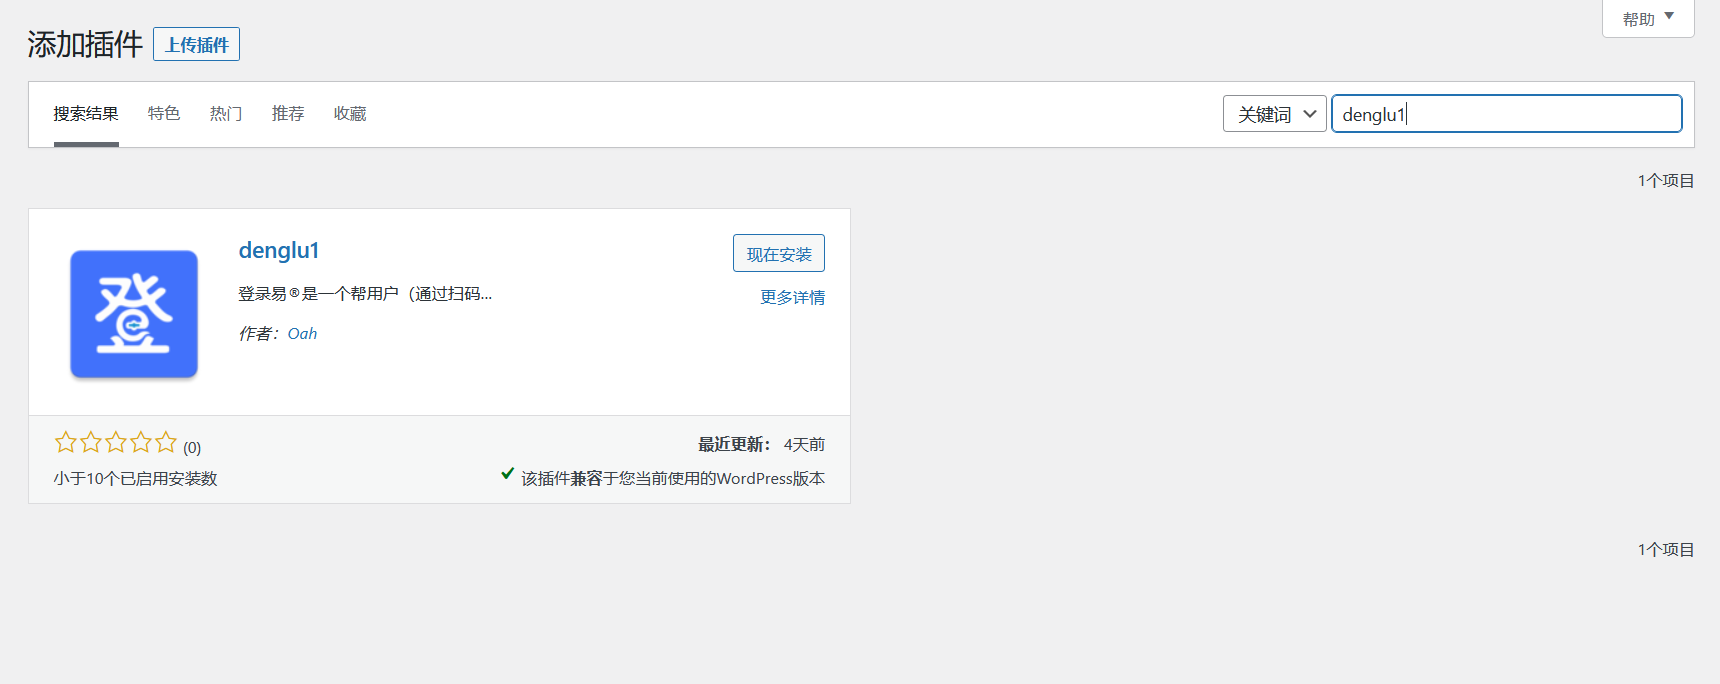 帮助
添加插件 上传插件
搜索结果 特色 热门 推荐 收藏 关键词 denglu1
1个项目
登
denglu1
现在安装
登录易®是一个帮用户（通过扫码...
更多详情
作者：Oah
(0)
最近更新： 4天前
小于10个已启用安装数
该插件兼容于您当前使用的WordPress版本
1个项目